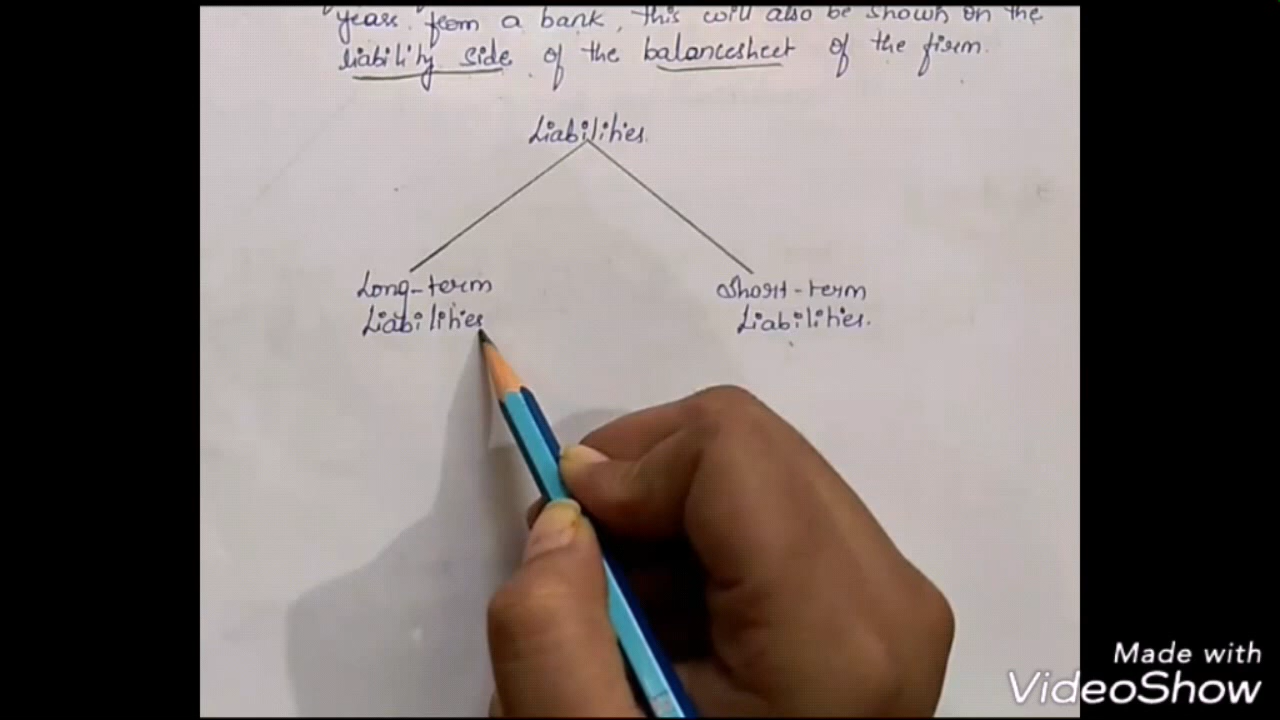 "years" from a bank, this will also be shown on the
liability side of the balancesheet of the firm.
Liabilities.
Long-term
Liabilities
Short-term
Liabilities.
Made with
VideoShow